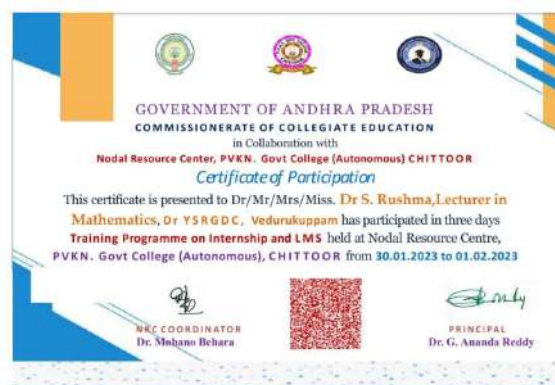 GOVERNMENT OF ANDHRA PRADESH
COMMISSIONERATE OF COLLEGIATE EDUCATION
in Collaboration with
Nodal Resource Center, PVKN. Govt College (Autonomous) CHITTOOR
Certificate of Participation
This certificate is presented to Dr/Mr/Mrs/Miss. Dr S. Rushma,Lecturer in
Mathematics, Dr YSRGDC, Vedurukuppam has participated in three days
Training Programme on Internship and LMS held at Nodal Resource Centre,
PVKN. Govt College (Autonomous), CHITTOOR from 30.01.2023 to 01.02.2023
NRC COORDINATOR
Dr. Mohano Behara
PRINCIPAL
Dr. G. Ananda Reddy